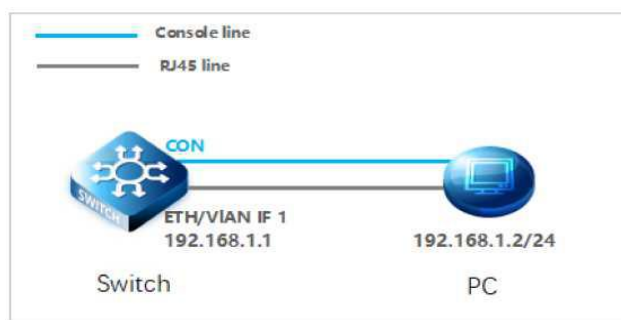 Console line
RJ45 line
CON
SWITCH
ETH/VlAN IF 1
192.168.1.1
192.168.1.2/24
Switch
PC